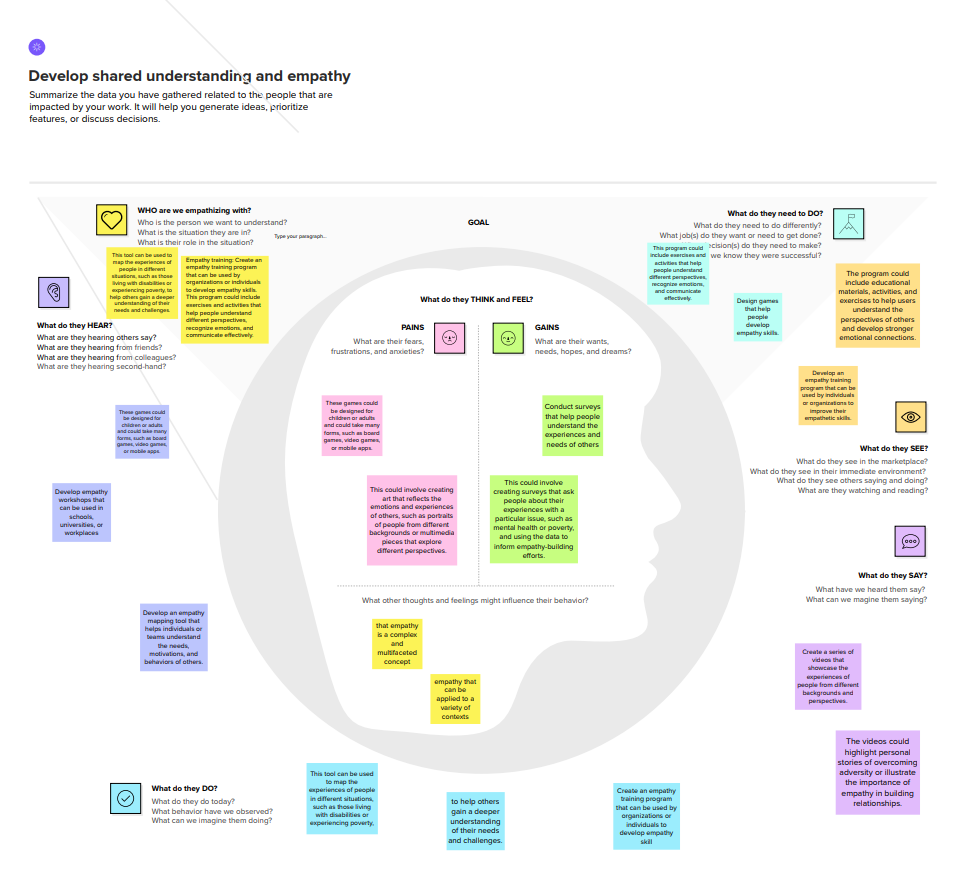 Develop shared understanding and empathy
Summarize the data you have gathered related to the people that are
impacted by your work. It will help you generate ideas, prioritize
features, or discuss decisions.
WHO are we empathizing with?
Who is the person we want to understand?
What is the situation they are in?
What is their role in the situation?
Type your paragraph...
GOAL
What do they need to DO?
What do they need to do differently?
What job(s) do they want or need to get done?
ecision(s) do they need to make?
we know they were successful?
This tool can be used to
map the experiences of
people in different
situations, such as those
living with disabilities or
experiencing poverty, to
help others gain a deeper
understanding of their
needs and challenges.
Empathy training: Create an
empathy training program
that can be used by
organizations or individuals
to develop empathy skills.
This program could include
exercises and activities that
help people understand
different perspectives,
recognize emotions, and
communicate effectively.
This program could
include exercises and
activities that help
people understand
different perspectives,
recognize emotions,
and communicate
effectively.
Design games
that help
people
develop
empathy skills.
The program could
include educational
materials, activities, and
exercises to help users
understand the
perspectives of others
and develop stronger
emotional connections.
What do they HEAR?
What are they hearing others say?
What are they hearing from friends?
What are they hearing from colleagues?
What are they hearing second-hand?
What do they THINK and FEEL?
PAINS
What are their fears,
frustrations, and anxieties?
GAINS
What are their wants,
needs, hopes, and dreams?
Develop an
empathy training
program that can be
used by individuals
or organizations to
improve their
empathetic skills.
These games could
be designed for
children or adults
and could take many
forms, such as board
games, video games,
or mobile apps.
These games could
be designed for
children or adults
and could take many
forms, such as board
games, video games,
or mobile apps.
Conduct surveys
that help people
understand the
experiences and
needs of others
What do they SEE?
What do they see in the marketplace?
What do they see in their immediate environment?
What do they see others saying and doing?
What are they watching and reading?
Develop empathy
workshops that
can be used in
schools,
universities, or
workplaces
This could involve creating
art that reflects the
emotions and experiences
of others, such as portraits
of people from different
backgrounds or multimedia
pieces that explore
different perspectives.
This could involve
creating surveys that ask
people about their
experiences with a
particular issue, such as
mental health or poverty,
and using the data to
inform empathy-building
efforts.
What do they SAY?
What have we heard them say?
What can we magine them saying?
What other thoughts and feelings might influence their behavior?
Develop an empathy
mapping tool that
helps individuals or
teams understand
the needs,
motivations, and
behaviors of others.
that empathy
is a complex
and
multifaceted
concept
empathy that
can be
applied to a
variety of
contexts
Create a series of
videos that
showcase the
experiences of
people from different
backgrounds and
perspectives.
The videos could
highlight personal
stories of overcoming
adversity or illustrate
the importance of
empathy in building
relationships.
What do they DO?
What do they do today?
What behavior have we observed?
What can we imagine them doing?
This tool can be used
to map the
experiences of people
in different situations,
such as those living
with disabilities or
experiencing poverty,
to help others
gain a deeper
understanding
of their needs
and challenges.
Create an empathy
training program
that can be used by
organizations or
individuals to
develop empathy
skill